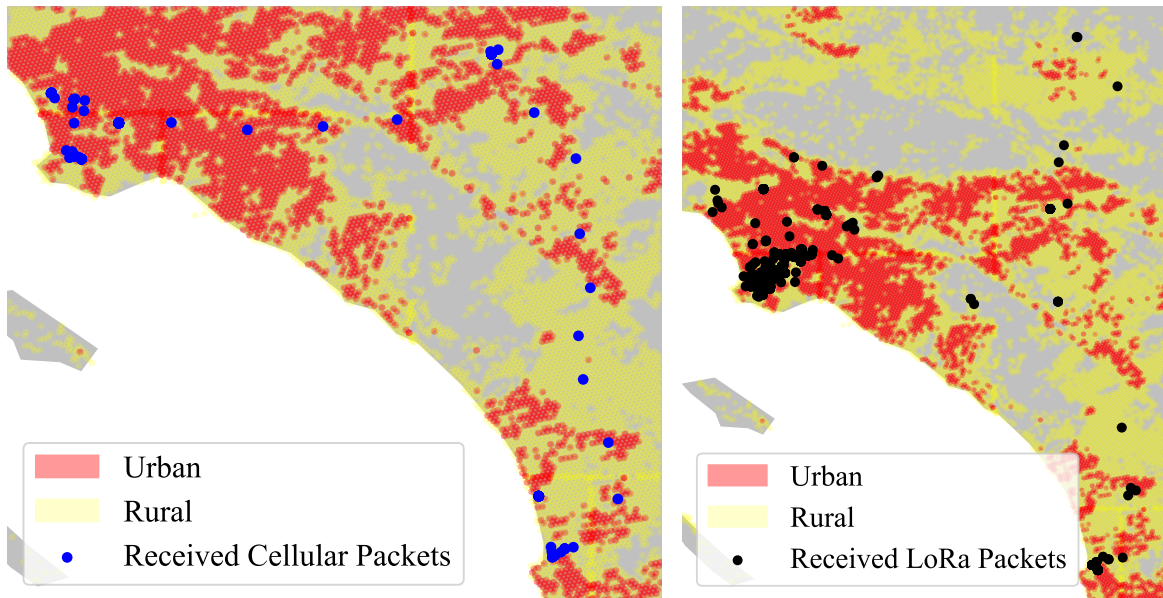 Urban
Rural
Received Cellular Packets
Urban
Rural
Received LoRa Packets